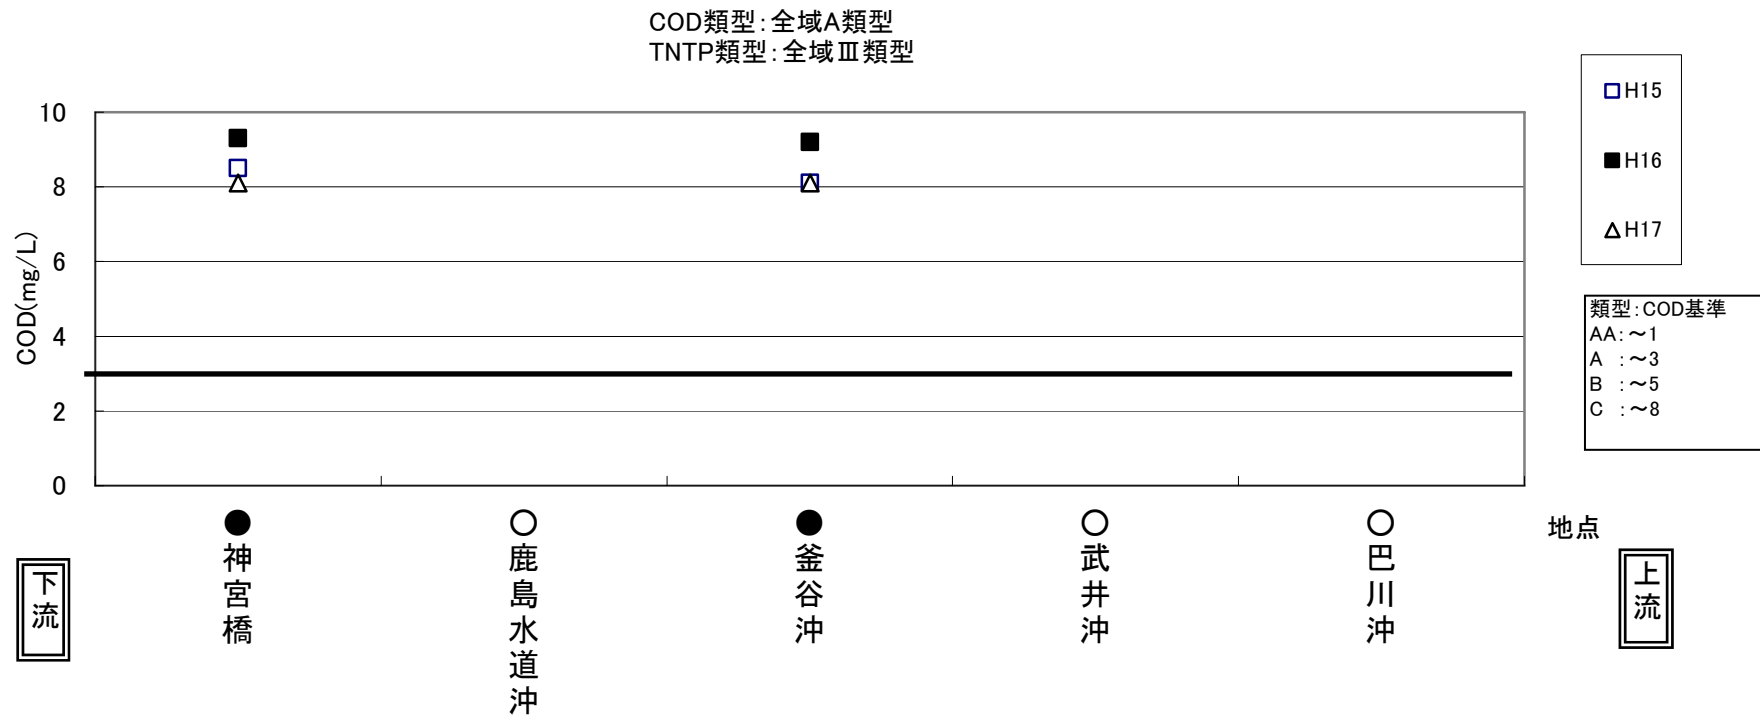 COD類型:全域A類型
TNTP類型:全域Ⅲ類型
H15
H16
H17
類型:COD基準
AA:~1
A :~3
B :~5
C :~8
COD(mg/L)
10
8
6
4
2
0
神宮橋
鹿島水道沖
釜谷沖
武井沖
巴川沖
地点
下流
上流